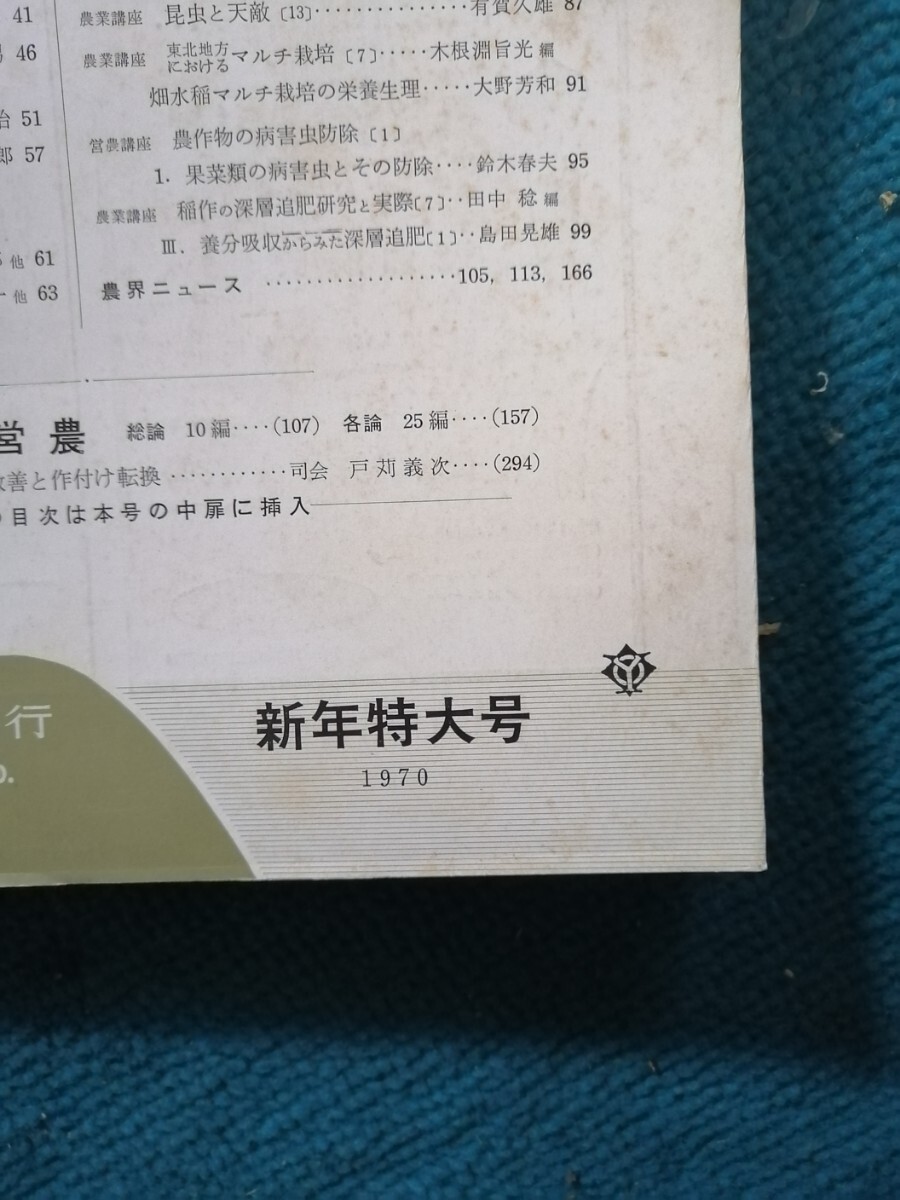 41
46
治 51
郎 57
他 61
他 63
農業講座 昆虫と天敵〔13〕‥‥‥‥‥‥有賀久雄 87
農業講座 東北地方におけるマルチ栽培〔7〕‥‥‥木根淵旨光 編
畑水稲マルチ栽培の栄養生理‥‥‥大野芳和 91
営農講座 農作物の病害虫防除〔1〕
1. 果菜類の病害虫とその防除‥‥鈴木春夫 95
農業講座 稲作の深層追肥研究と実際〔7〕‥田中 稔 編
Ⅲ. 養分吸収からみた深層追肥〔1〕‥島田晃雄 99
農界ニュース ‥‥‥‥‥‥‥‥‥‥105, 113, 166
営農 総論 10編‥‥(107) 各論 25編‥‥(157)
改善と作付け転換‥‥‥‥‥‥司会 戸苅義次‥‥(294)
目次は本号の中扉に挿入
行
新年特大号
1970